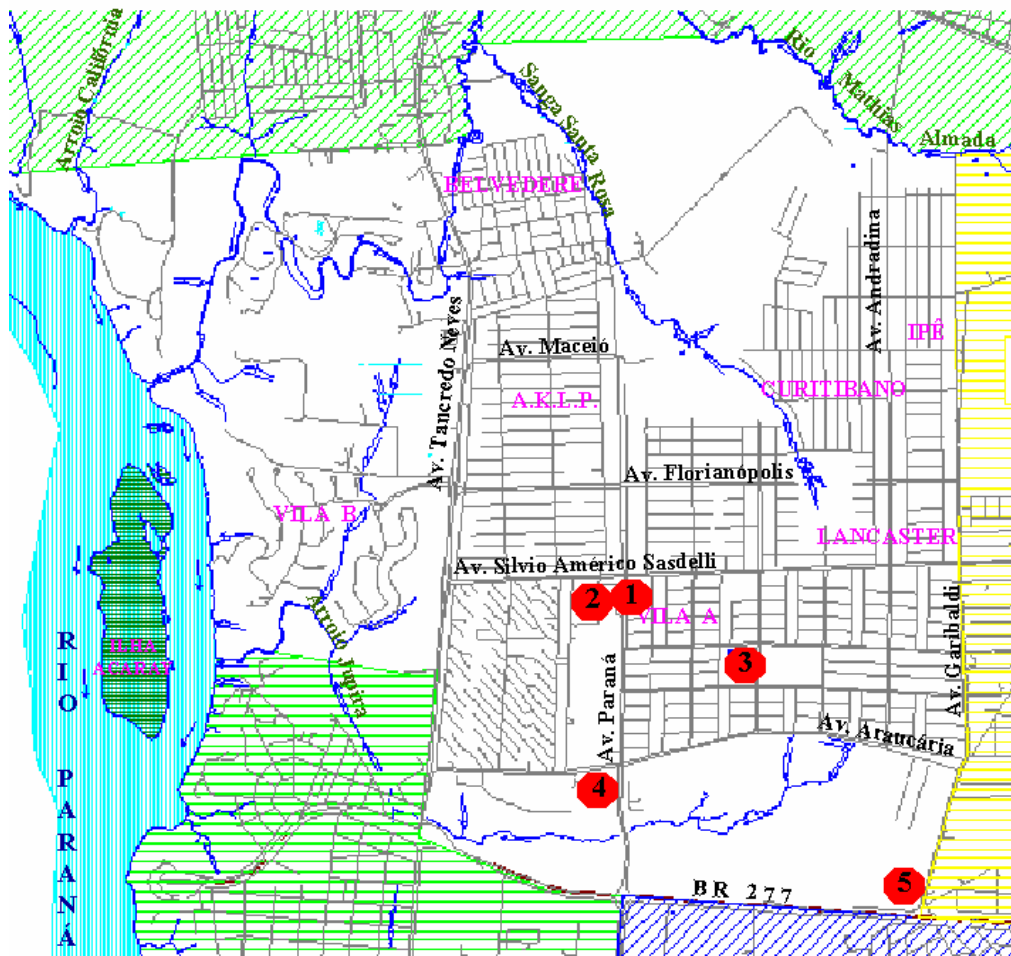 Arroio Califórnia
Rio
Mathias
Almada
Sanga Santa Rosa
BELVEDERE
Av. Andradina
IPÊ
Av. Maceió
Av. Tancredo Neves
CURITIBANO
A.K.L.P.
Av. Florianópolis
VILA B
LANCASTER
Av. Silvio Américo Sasdelli
2
1
VILA A
Arroio Jupira
Av. Garibaldi
RIO PARANÁ
ILHA
ACARAY
3
Av. Paraná
Av. Araucária
4
5
BR 277